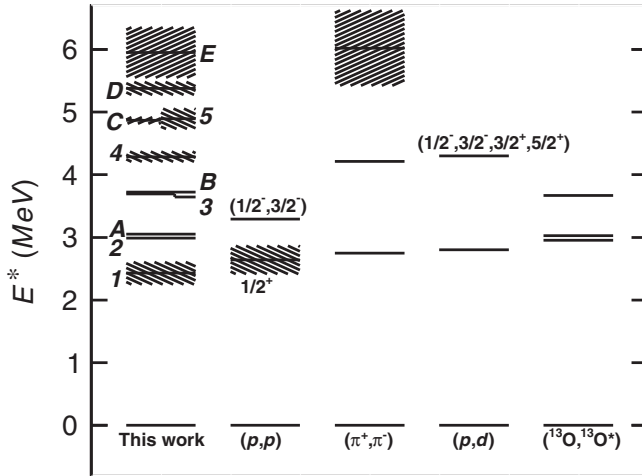 E* (MeV)
6
5
4
3
2
1
0
E
D
C
5
4
B
3
A
2
1
(1/2⁻,3/2⁻)
1/2⁺
(1/2⁻,3/2⁻,3/2⁺,5/2⁺)
This work
(p,p)
(π⁺,π⁻)
(p,d)
(¹³O,¹³O*)